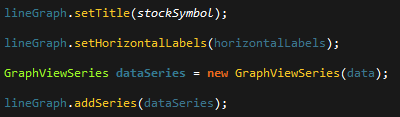 lineGraph.setTitle(stockSymbol);
lineGraph.setHorizontalLabels(horizontalLabels);
GraphViewSeries dataSeries = new GraphViewSeries(data);
lineGraph.addSeries(dataSeries);